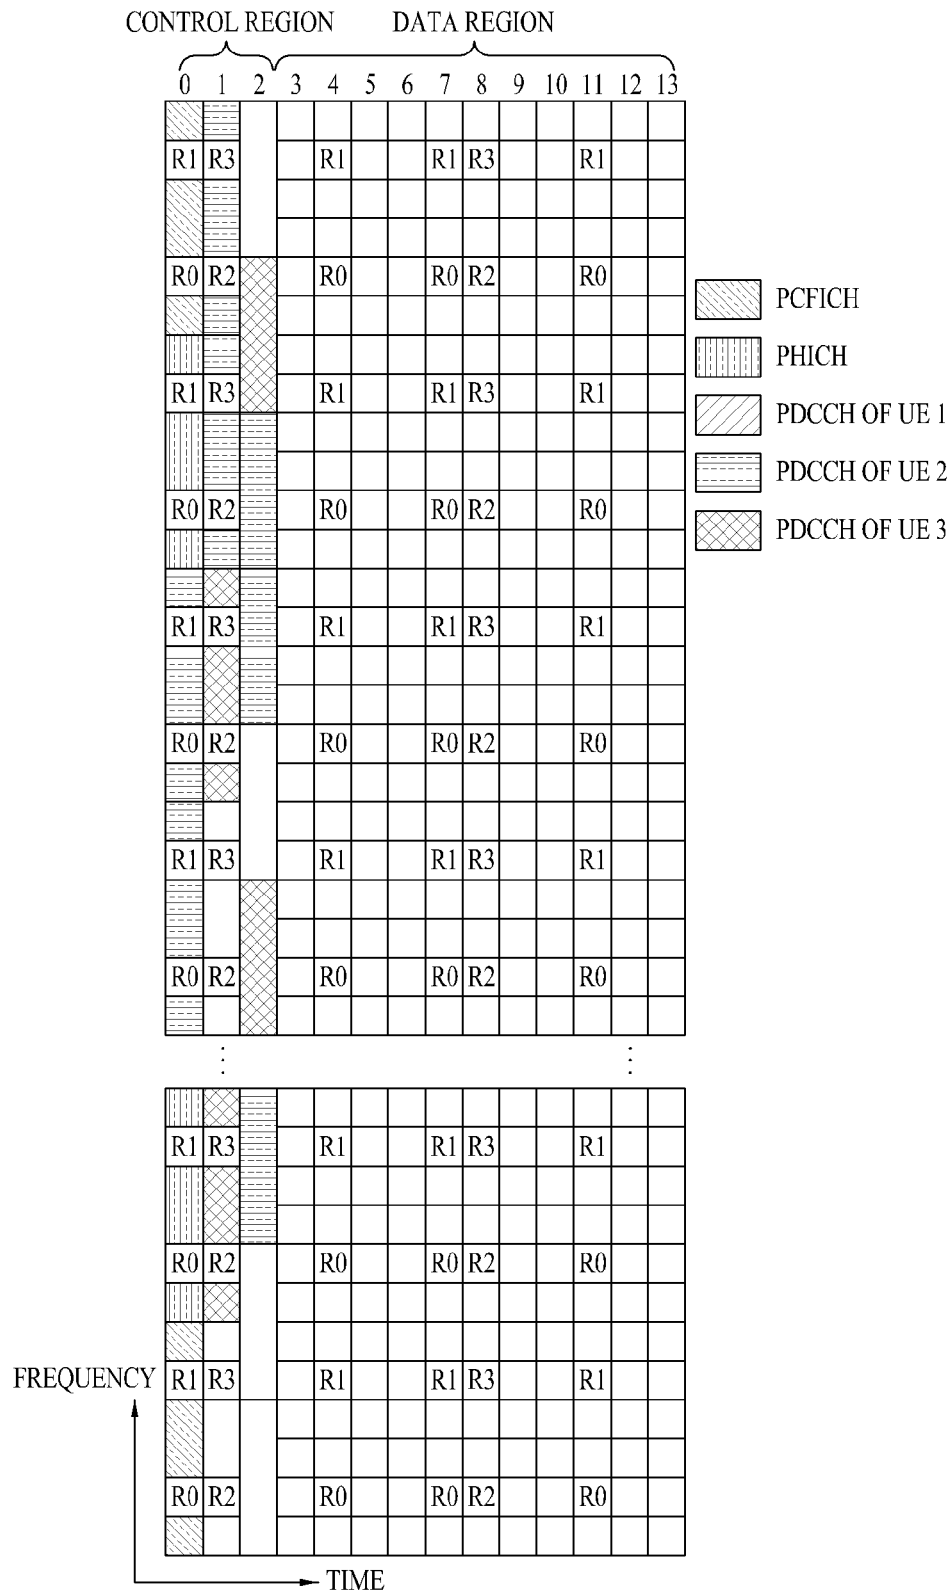 CONTROL REGION DATA REGION
0 1 2 3 4 5 6 7 8 9 10 11 12 13
R1 R3 R1 R1 R3 R1
R0 R2 R0 R0 R2 R0
PCFICH
PHICH
R1 R3 R1 R1 R3 R1
PDCCH OF UE 1
PDCCH OF UE 2
R0 R2 R0 R0 R2 R0
PDCCH OF UE 3
R1 R3 R1 R1 R3 R1
R0 R2 R0 R0 R2 R0
R1 R3 R1 R1 R3 R1
R0 R2 R0 R0 R2 R0
R1 R3 R1 R1 R3 R1
R0 R2 R0 R0 R2 R0
FREQUENCY R1 R3 R1 R1 R3 R1
R0 R2 R0 R0 R2 R0
TIME